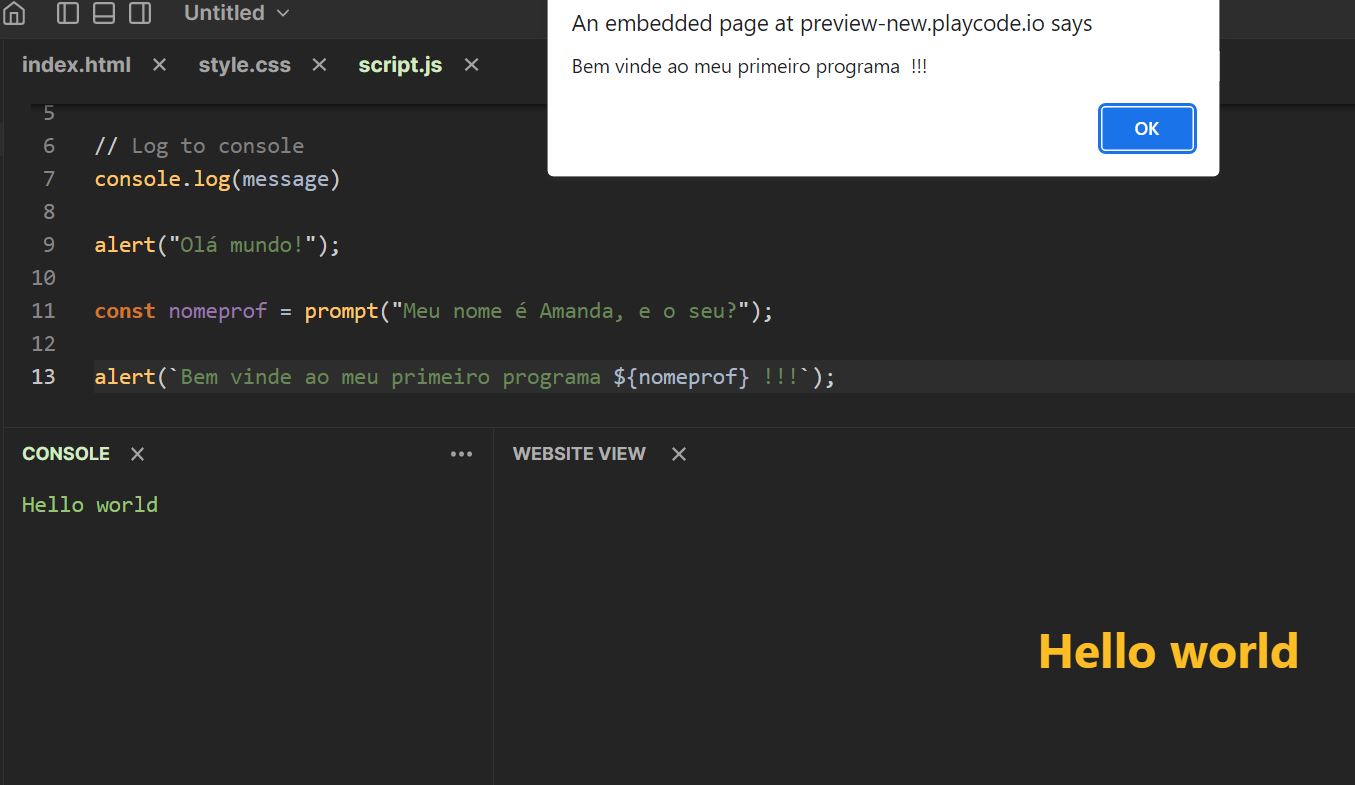 Untitled
An embedded page at preview-new.playcode.io says
Bem vinde ao meu primeiro programa  !!!
OK
index.html
style.css
script.js
5
6 // Log to console
7 console.log(message)
8
9 alert("Olá mundo!");
10
11 const nomeprof = prompt("Meu nome é Amanda, e o seu?");
12
13 alert(`Bem vinde ao meu primeiro programa ${nomeprof} !!!`);
CONSOLE
WEBSITE VIEW
Hello world
Hello world